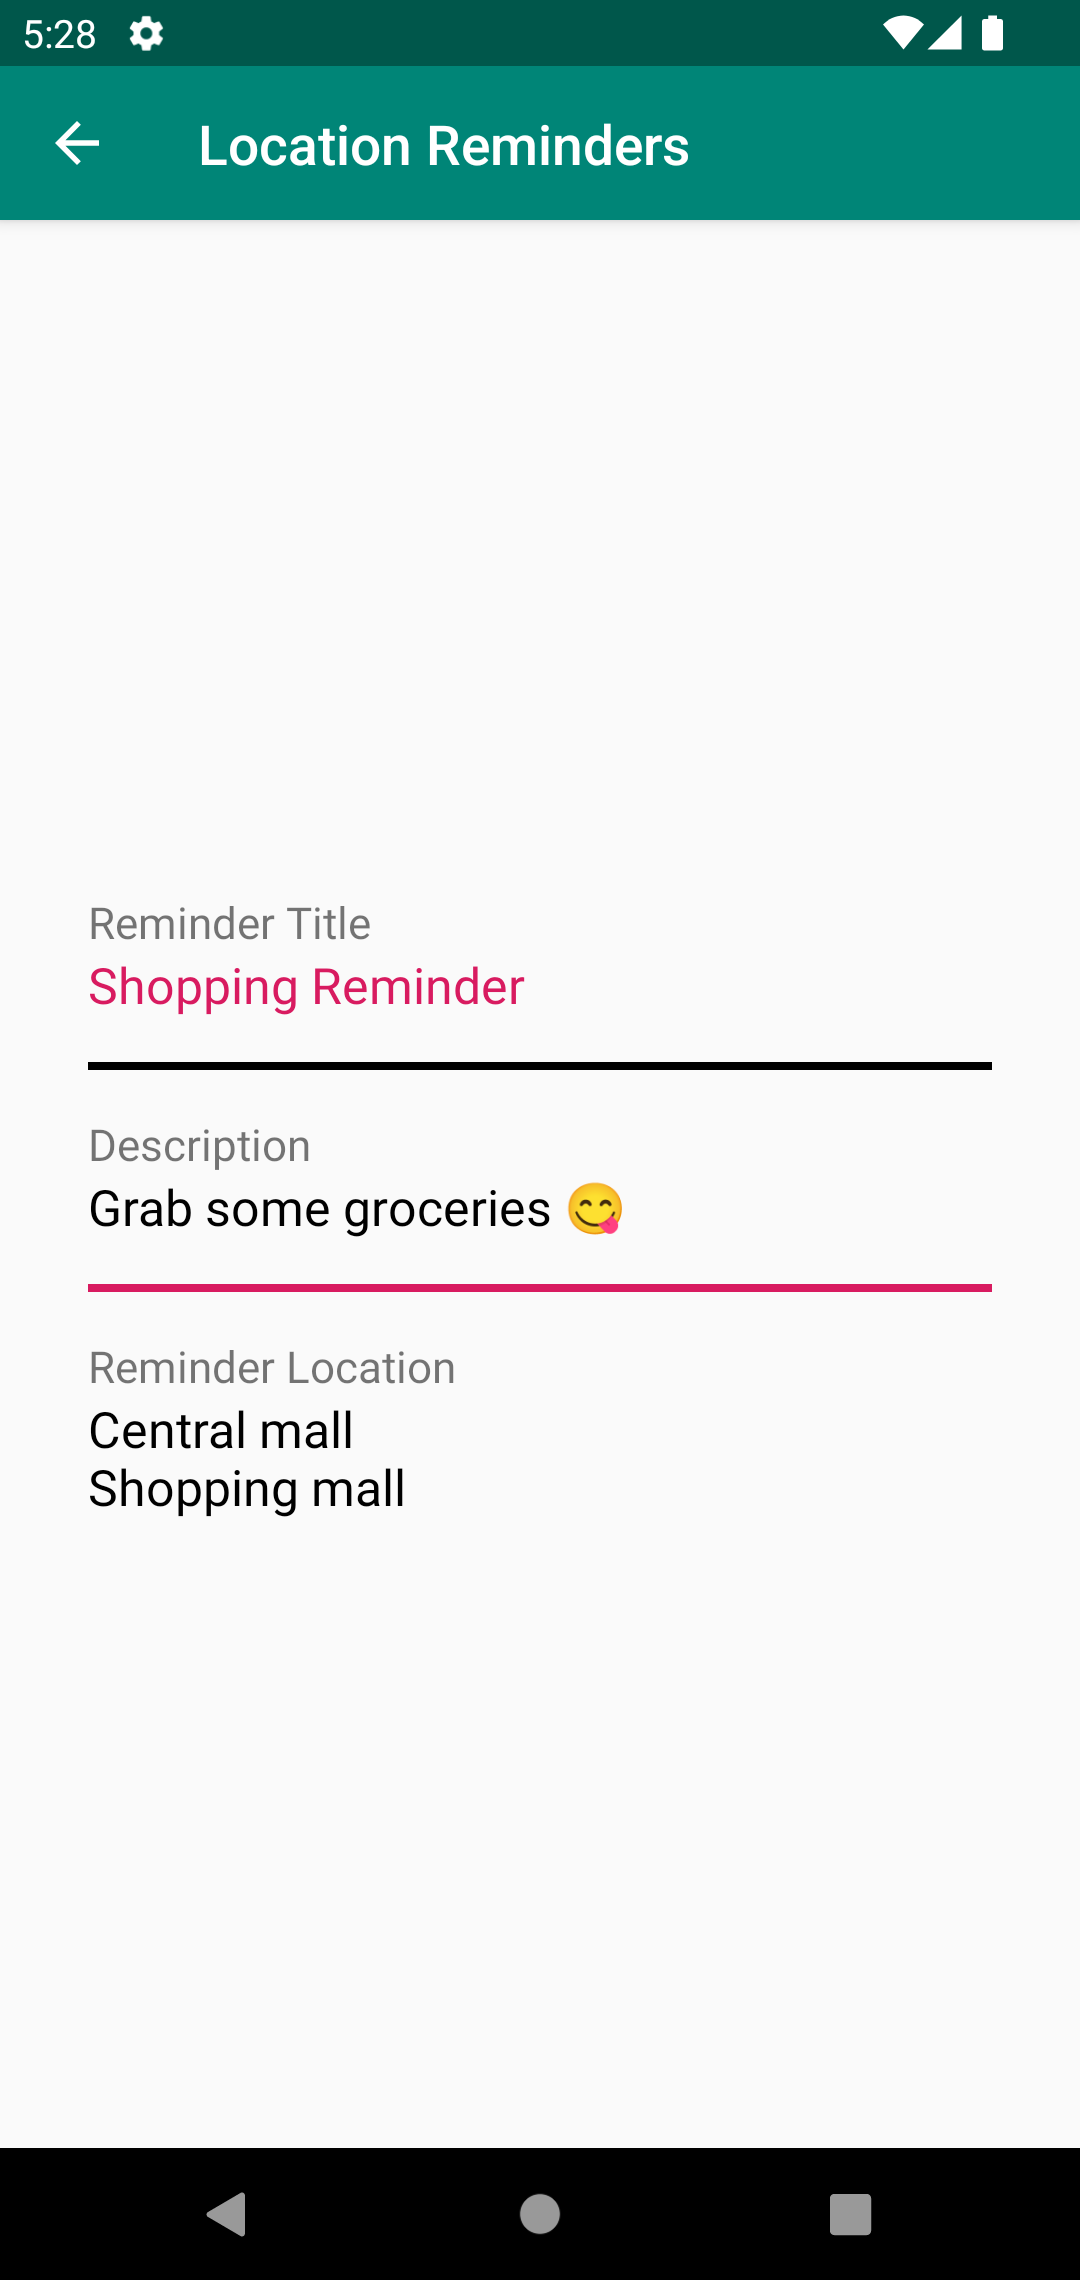 5:28
Location Reminders
Reminder Title
Shopping Reminder
Description
Grab some groceries 😋
Reminder Location
Central mall
Shopping mall